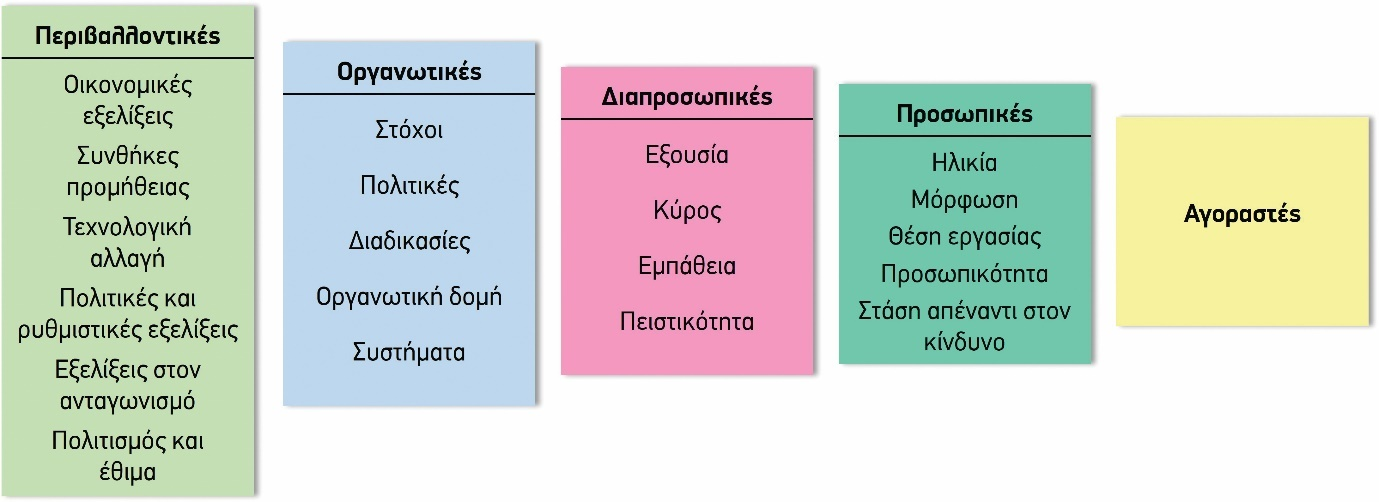 Περιβαλλοντικές
Οικονομικές
εξελίξεις
Συνθήκες
προμήθειας
Τεχνολογική
αλλαγή
Πολιτικές και
ρυθμιστικές εξελίξεις
Εξελίξεις στον
ανταγωνισμό
Πολιτισμός και
έθιμα
Οργανωτικές
Στόχοι
Πολιτικές
Διαδικασίες
Οργανωτική δομή
Συστήματα
Διαπροσωπικές
Εξουσία
Κύρος
Εμπάθεια
Πειστικότητα
Προσωπικές
Ηλικία
Μόρφωση
Θέση εργασίας
Προσωπικότητα
Στάση απέναντι στον
κίνδυνο
Αγοραστές